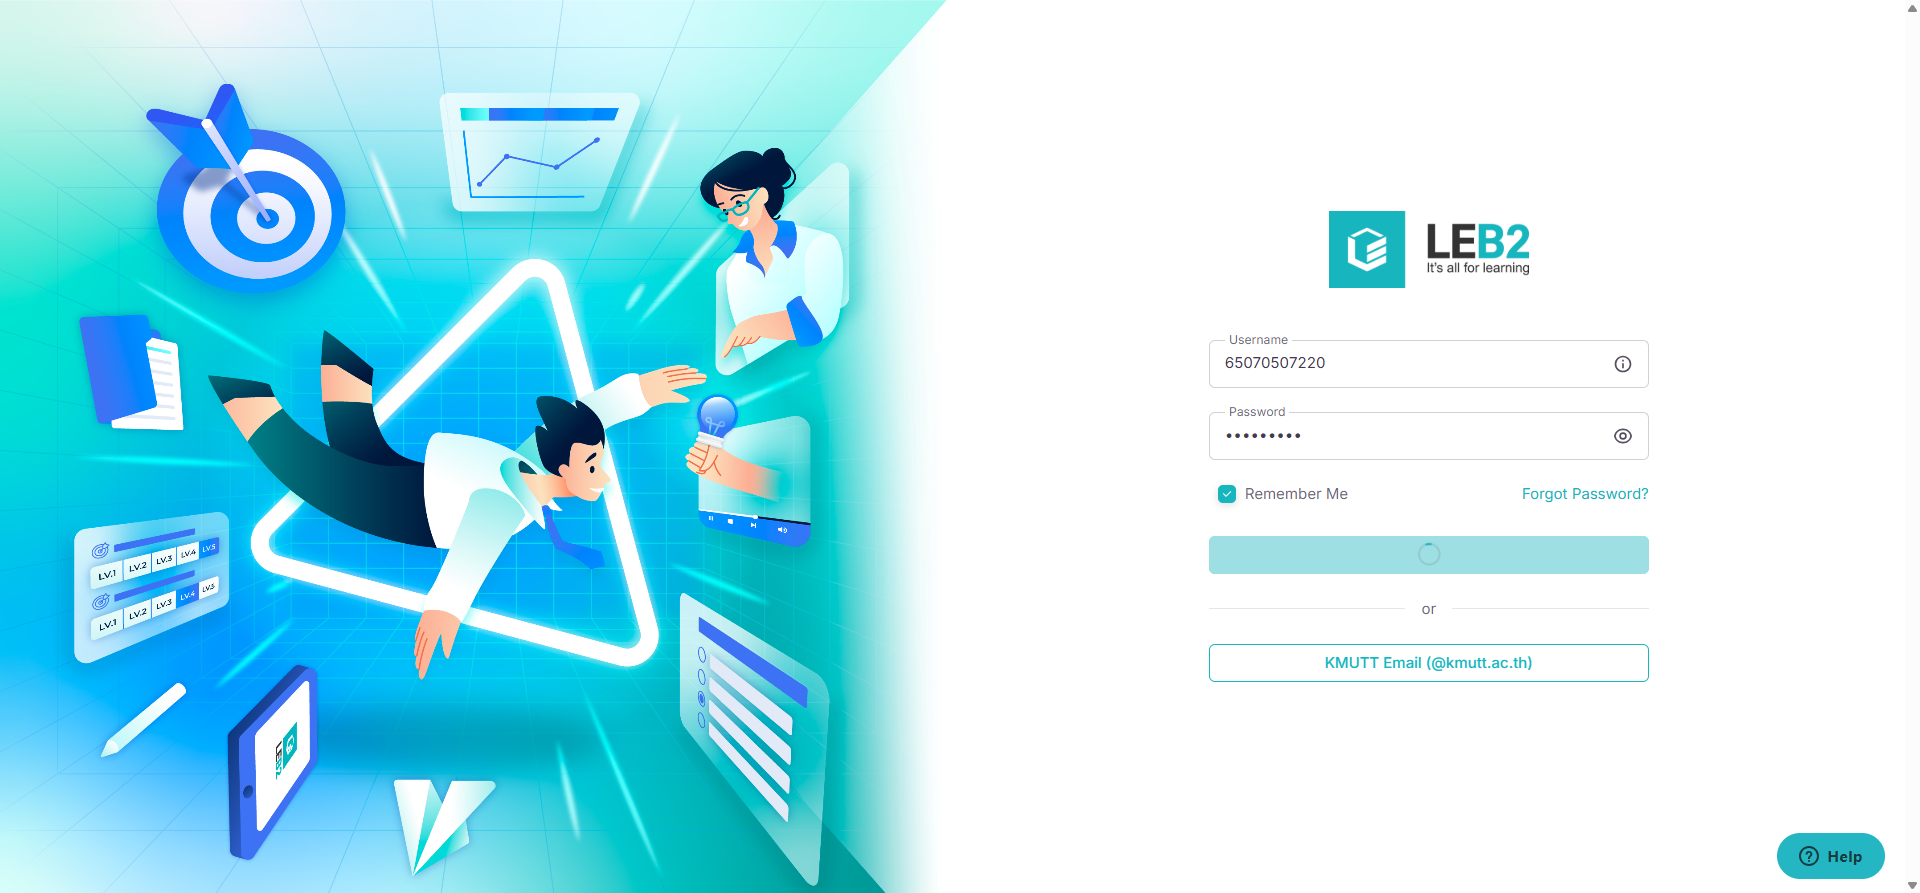 LEB2
It's all for learning
Username
65070507220
Password
•••••••••
Remember Me
Forgot Password?
or
KMUTT Email (@kmutt.ac.th)
Help
LV.1 LV.2 LV.3 LV.4 LV.5
LV.1 LV.2 LV.3 LV.4 LV.5
LEB2